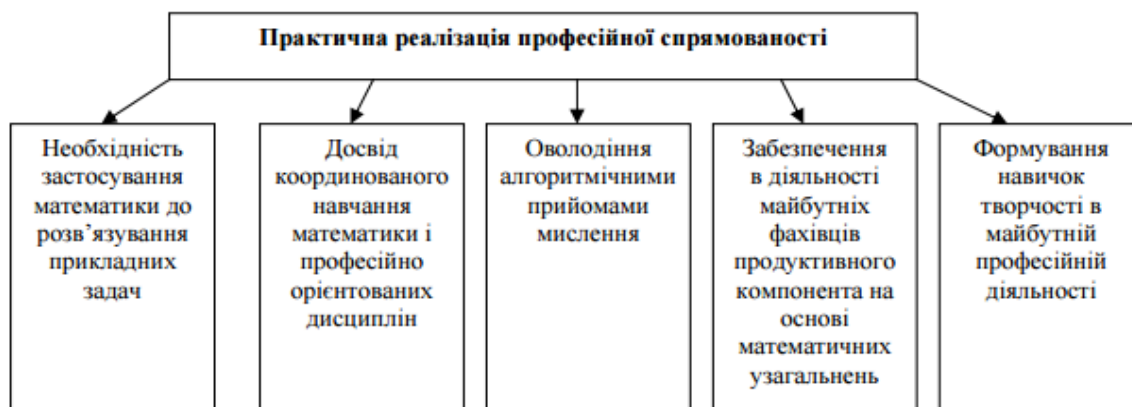 Практична реалізація професійної спрямованості
Необхідність
застосування
математики до
розв’язування
прикладних
задач
Досвід
координованого
навчання
математики і
професійно
орієнтованих
дисциплін
Оволодіння
алгоритмічними
прийомами
мислення
Забезпечення
в діяльності
майбутніх
фахівців
продуктивного
компонента на
основі
математичних
узагальнень
Формування
навичок
творчості в
майбутній
професійній
діяльності